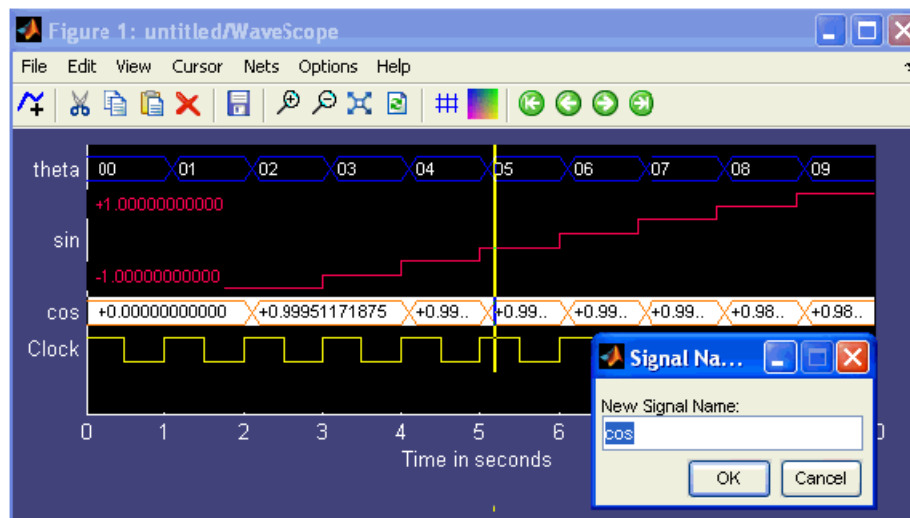 Figure 1: untitled/WaveScope
File Edit View Cursor Nets Options Help
theta 00 01 02 03 04 05 06 07 08 09
+1.00000000000
sin
-1.00000000000
cos +0.00000000000 +0.99951171875 +0.99.. +0.99.. +0.99.. +0.99.. +0.98.. +0.98..
Clock
0 1 2 3 4 5 6
Time in seconds
Signal Na...
New Signal Name:
cos
OK Cancel